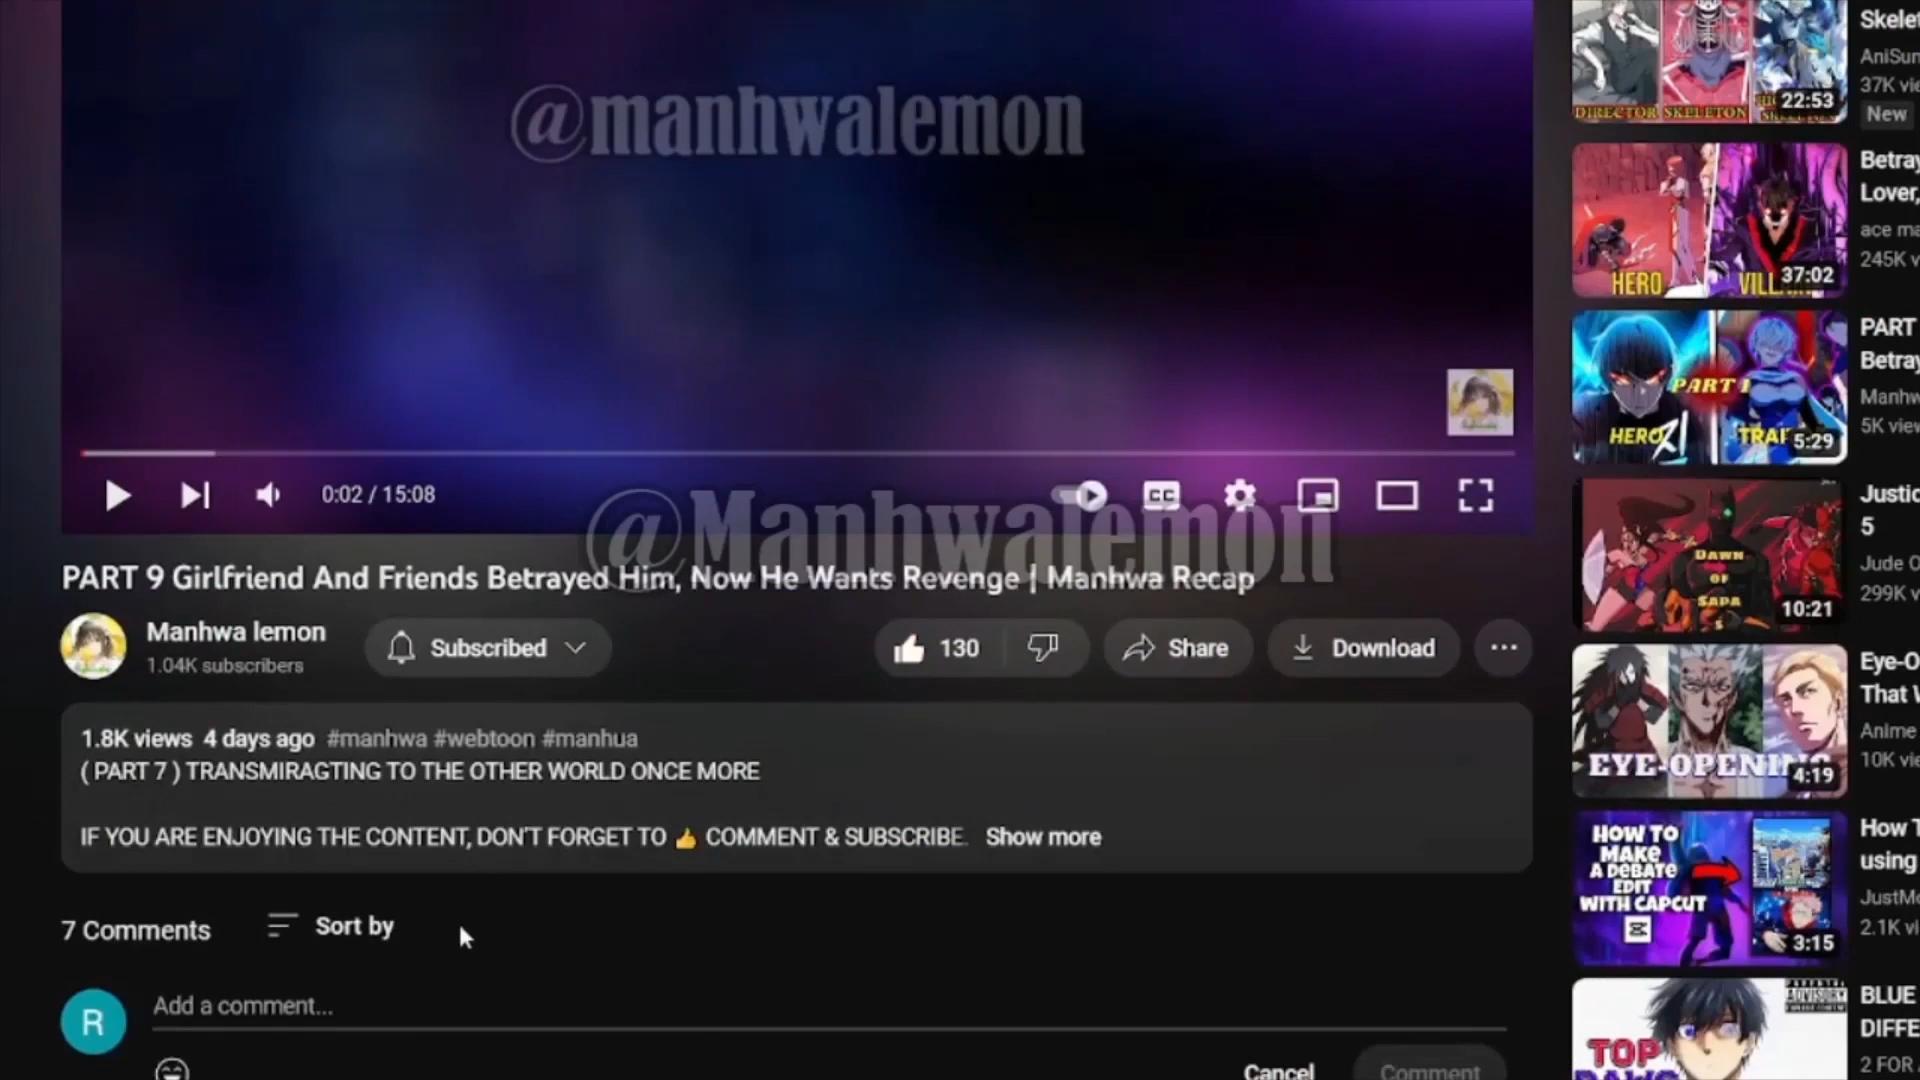 @manhwalemon
0:02 / 15:08
CC
@Manhwalemon
PART 9 Girlfriend And Friends Betrayed Him, Now He Wants Revenge | Manhwa Recap
Manhwa lemon
1.04K subscribers
Subscribed
130
Share
Download
1.8K views 4 days ago #manhwa #webtoon #manhua
( PART 7 ) TRANSMIRAGTING TO THE OTHER WORLD ONCE MORE
IF YOU ARE ENJOYING THE CONTENT, DON'T FORGET TO 👍 COMMENT & SUBSCRIBE. Show more
7 Comments
Sort by
R
Add a comment...
Cancel
Comment
DIRECTOR SKELETON
22:53
Skelet
AniSun
37K vie
New
HERO
37:02
Betray
Lover,
ace ma
245K v
PART 1
HERO
5:29
PART
Betray
Manhw
5K view
DAWN
OF
SAPA
10:21
Justic
5
Jude O
299K v
EYE-OPENING
4:19
Eye-O
That W
Anime
10K vie
HOW TO
MAKE
A DEBATE
EDIT
WITH CAPCUT
3:15
How T
using
JustMo
2.1K vi
ADVISORY
TOP
BLUE
DIFFE
2 FOR